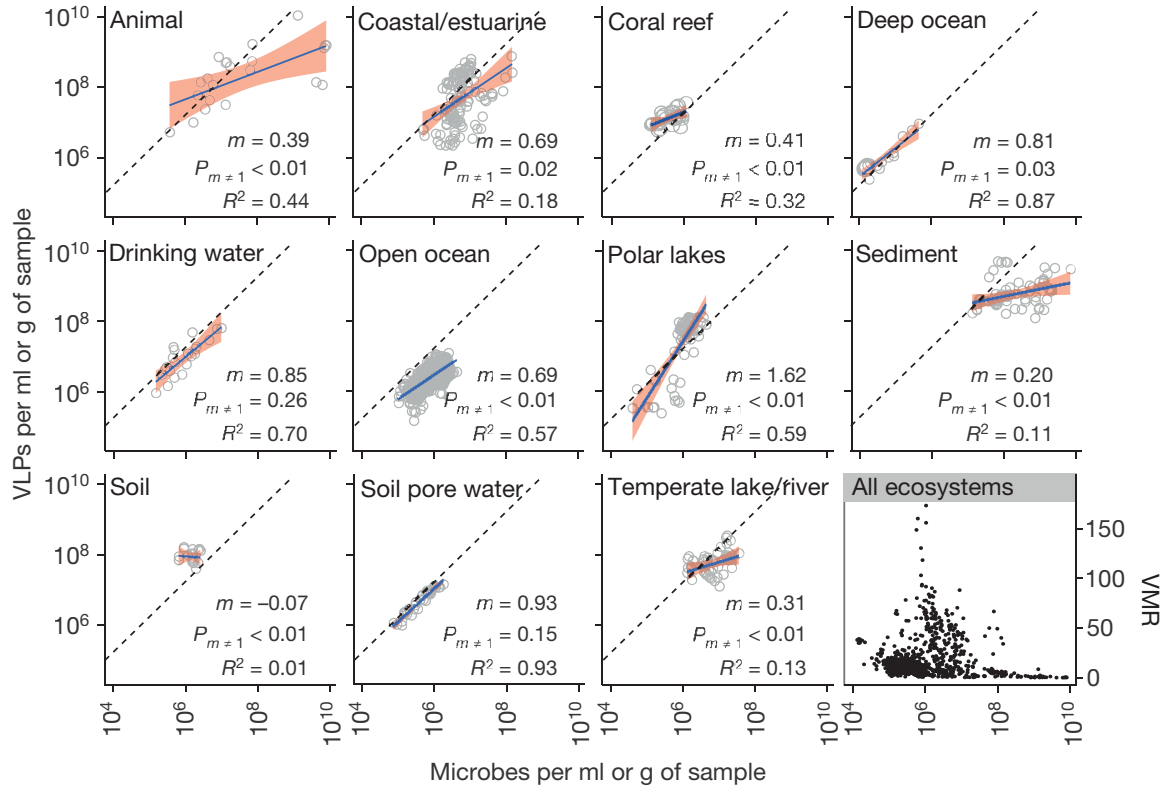 Animal
Coastal/estuarine
Coral reef
Deep ocean
10^10
10^8
10^6
m = 0.39
P_m ≠ 1 < 0.01
R^2 = 0.44
m = 0.69
P_m ≠ 1 = 0.02
R^2 = 0.18
m = 0.41
P_m ≠ 1 < 0.01
R^2 = 0.32
m = 0.81
P_m ≠ 1 = 0.03
R^2 = 0.87
VLPs per ml or g of sample
Drinking water
Open ocean
Polar lakes
Sediment
10^10
10^8
10^6
m = 0.85
P_m ≠ 1 = 0.26
R^2 = 0.70
m = 0.69
P_m ≠ 1 < 0.01
R^2 = 0.57
m = 1.62
P_m ≠ 1 < 0.01
R^2 = 0.59
m = 0.20
P_m ≠ 1 < 0.01
R^2 = 0.11
Soil
Soil pore water
Temperate lake/river
All ecosystems
10^10
10^8
10^6
m = −0.07
P_m ≠ 1 < 0.01
R^2 = 0.01
m = 0.93
P_m ≠ 1 = 0.15
R^2 = 0.93
m = 0.31
P_m ≠ 1 < 0.01
R^2 = 0.13
150
100
50
0
VMR
10^4 10^6 10^8 10^10 10^4 10^6 10^8 10^10 10^4 10^6 10^8 10^10 10^4 10^6 10^8 10^10
Microbes per ml or g of sample